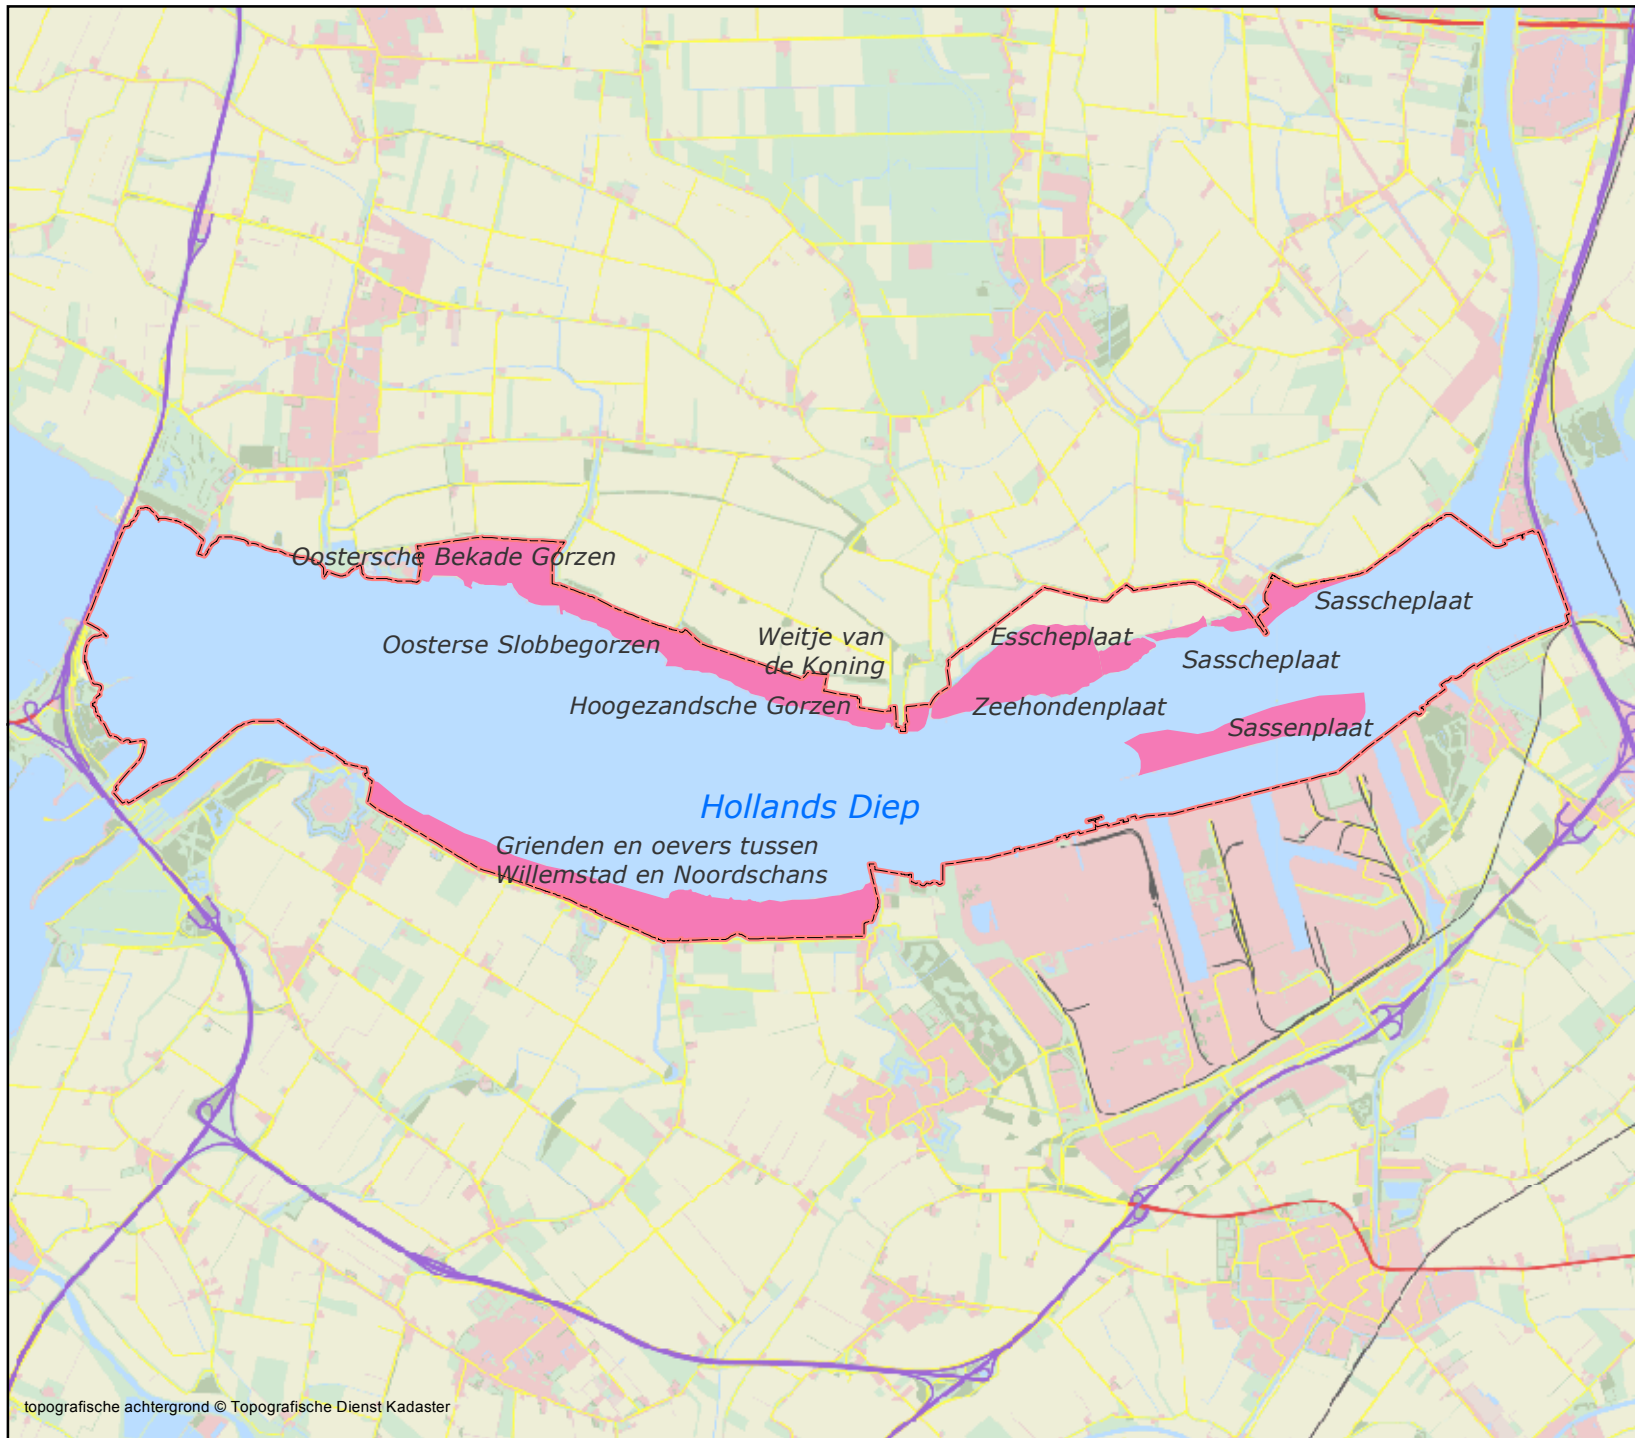 Oostersche Bekade Gorzen
Sasscheplaat
Oosterse Slobbegorzen
Weitje van
de Koning
Esscheplaat
Sasscheplaat
Hoogezandsche Gorzen
Zeehondenplaat
Sassenplaat
Hollands Diep
Grienden en oevers tussen
Willemstad en Noordschans
topografische achtergrond © Topografische Dienst Kadaster